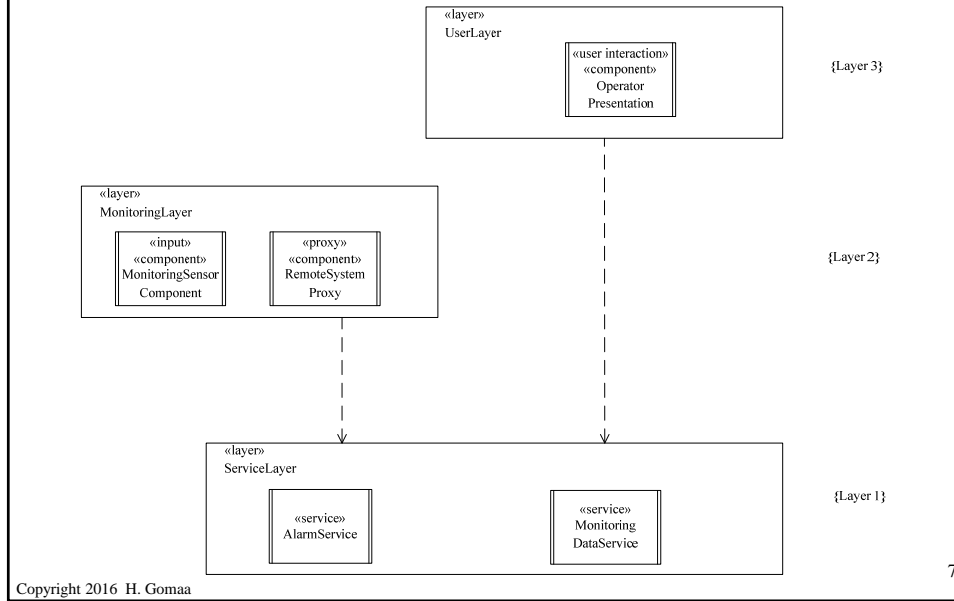 «layer»
UserLayer
«user interaction»
«component»
Operator
Presentation
{Layer 3}
«layer»
MonitoringLayer
«input»
«component»
MonitoringSensor
Component
«proxy»
«component»
RemoteSystem
Proxy
{Layer 2}
«layer»
ServiceLayer
«service»
AlarmService
«service»
Monitoring
DataService
{Layer 1}
7
Copyright 2016 H. Gomaa